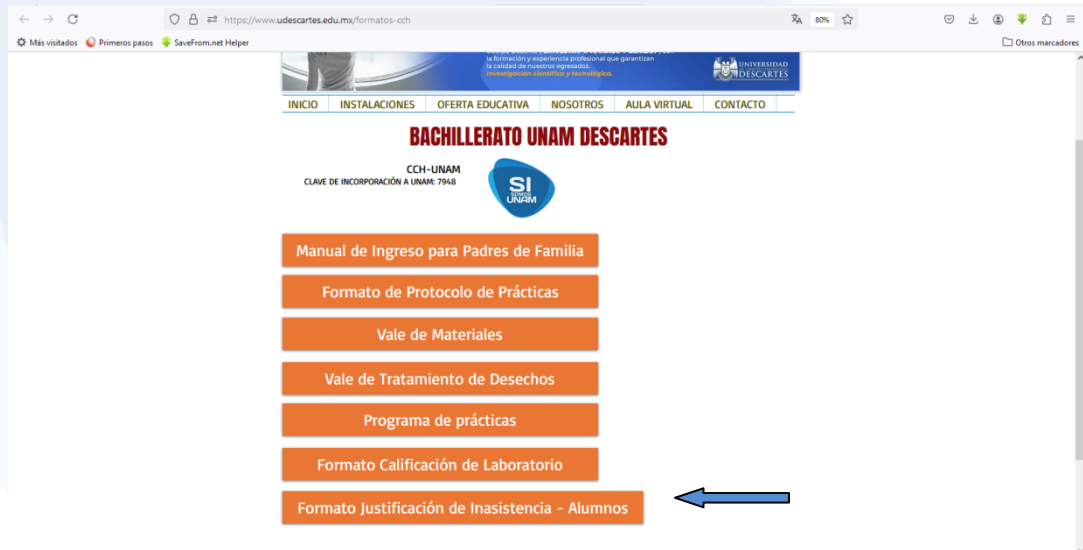 https://www.udescartes.edu.mx/formatos-cch
80%
Más visitados
Primeros pasos
SaveFrom.net Helper
Otros marcadores
la formación y experiencia profesional que garantizan
la calidad de nuestros egresados.
Investigación científica y tecnológica.
UNIVERSIDAD
DESCARTES
INICIO INSTALACIONES OFERTA EDUCATIVA NOSOTROS AULA VIRTUAL CONTACTO
BACHILLERATO UNAM DESCARTES
CCH-UNAM
CLAVE DE INCORPORACIÓN A UNAM: 7948
SI
SOMOS
UNAM
Manual de Ingreso para Padres de Familia
Formato de Protocolo de Prácticas
Vale de Materiales
Vale de Tratamiento de Desechos
Programa de prácticas
Formato Calificación de Laboratorio
Formato Justificación de Inasistencia - Alumnos